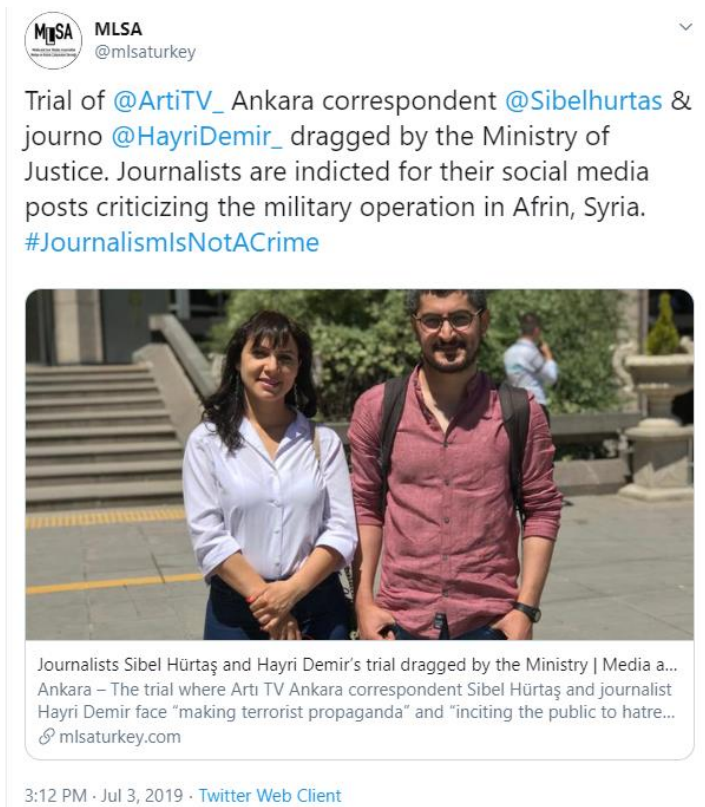 MLSA
MLSA
@mlsaturkey
Trial of @ArtiTV_ Ankara correspondent @Sibelhurtas &
journo @HayriDemir_ dragged by the Ministry of
Justice. Journalists are indicted for their social media
posts criticizing the military operation in Afrin, Syria.
#JournalismIsNotACrime
Journalists Sibel Hürtaş and Hayri Demir's trial dragged by the Ministry | Media a...
Ankara – The trial where Artı TV Ankara correspondent Sibel Hürtaş and journalist
Hayri Demir face “making terrorist propaganda” and “inciting the public to hatre...
mlsaturkey.com
3:12 PM · Jul 3, 2019 · Twitter Web Client